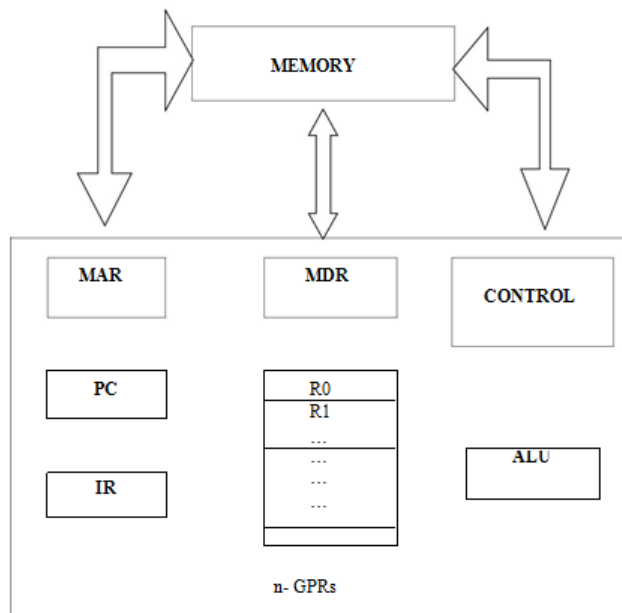 MEMORY
MAR
MDR
CONTROL
PC
R0
R1
...
...
...
...
ALU
IR
n- GPRs